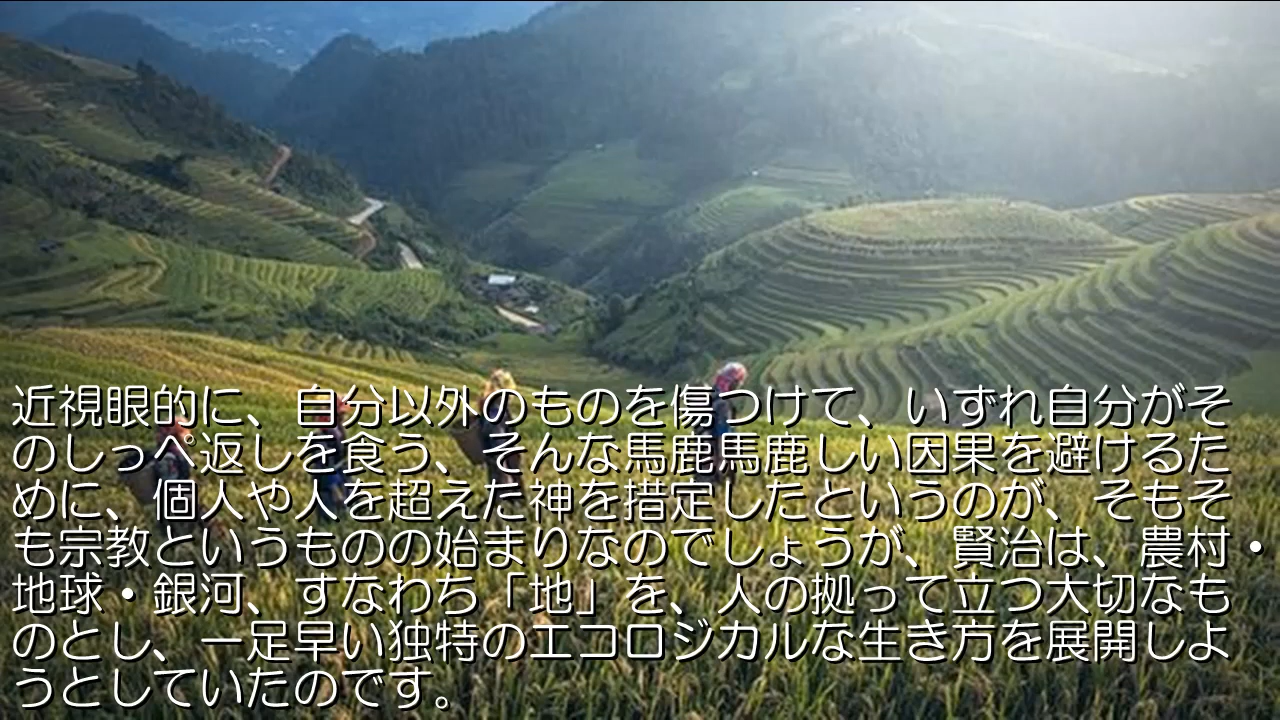 近視眼的に、自分以外のものを傷つけて、いずれ自分がそ
のしっぺ返しを食う、そんな馬鹿馬鹿しい因果を避けるた
めに、個人や人を超えた神を措定したというのが、そもそ
も宗教というものの始まりなのでしょうが、賢治は、農村・
地球・銀河、すなわち「地」を、人の拠って立つ大切なも
のとし、一足早い独特のエコロジカルな生き方を展開しよ
うとしていたのです。